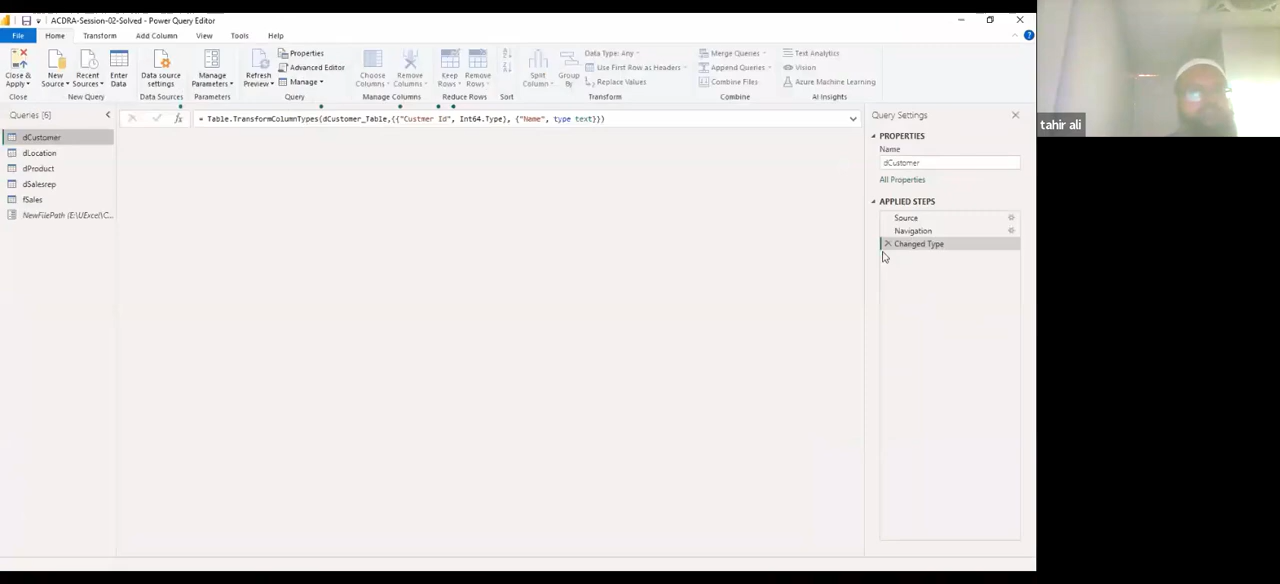 ACDRA-Session-02-Solved - Power Query Editor
File Home Transform Add Column View Tools Help
Close & Apply
New Source
Recent Sources
Enter Data
Data source settings
Manage Parameters
Refresh Preview
Properties
Advanced Editor
Manage
Choose Columns
Remove Columns
Keep Rows
Remove Rows
Split Column
Group By
Data Type: Any
Use First Row as Headers
Replace Values
Merge Queries
Append Queries
Combine Files
Text Analytics
Vision
Azure Machine Learning
Close New Query Data Sources Parameters Query Manage Columns Reduce Rows Sort Transform Combine AI Insights
Queries [6]
dCustomer
dLocation
dProduct
dSalesrep
fSales
NewFilePath (E:\UExcel\C...
fx = Table.TransformColumnTypes(dCustomer_Table,{{"Custmer Id", Int64.Type}, {"Name", type text}})
Query Settings
PROPERTIES
Name
dCustomer
All Properties
APPLIED STEPS
Source
Navigation
Changed Type
tahir ali